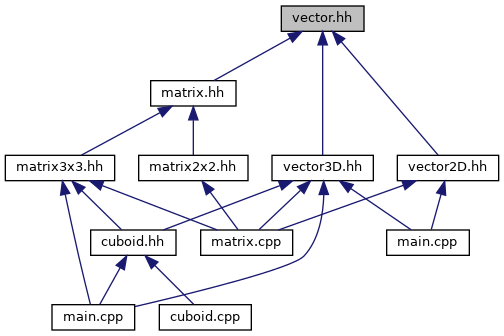 vector.hh
matrix.hh
matrix3x3.hh
matrix2x2.hh
vector3D.hh
vector2D.hh
cuboid.hh
matrix.cpp
main.cpp
main.cpp
cuboid.cpp